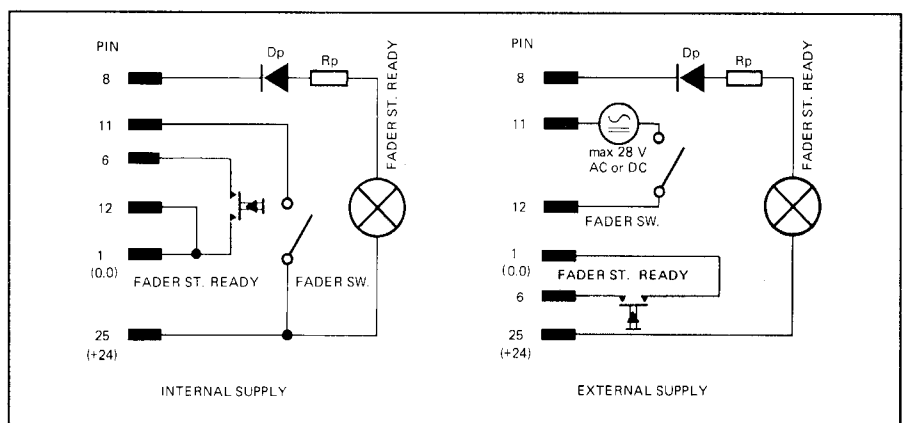 PIN
8
Dp
Rp
FADER ST. READY
11
6
12
1
(0.0)
FADER ST. READY
FADER SW.
25
(+24)
INTERNAL SUPPLY
PIN
8
Dp
Rp
FADER ST. READY
11
max 28 V
AC or DC
12
FADER SW.
1
(0.0)
FADER ST. READY
6
25
(+24)
EXTERNAL SUPPLY